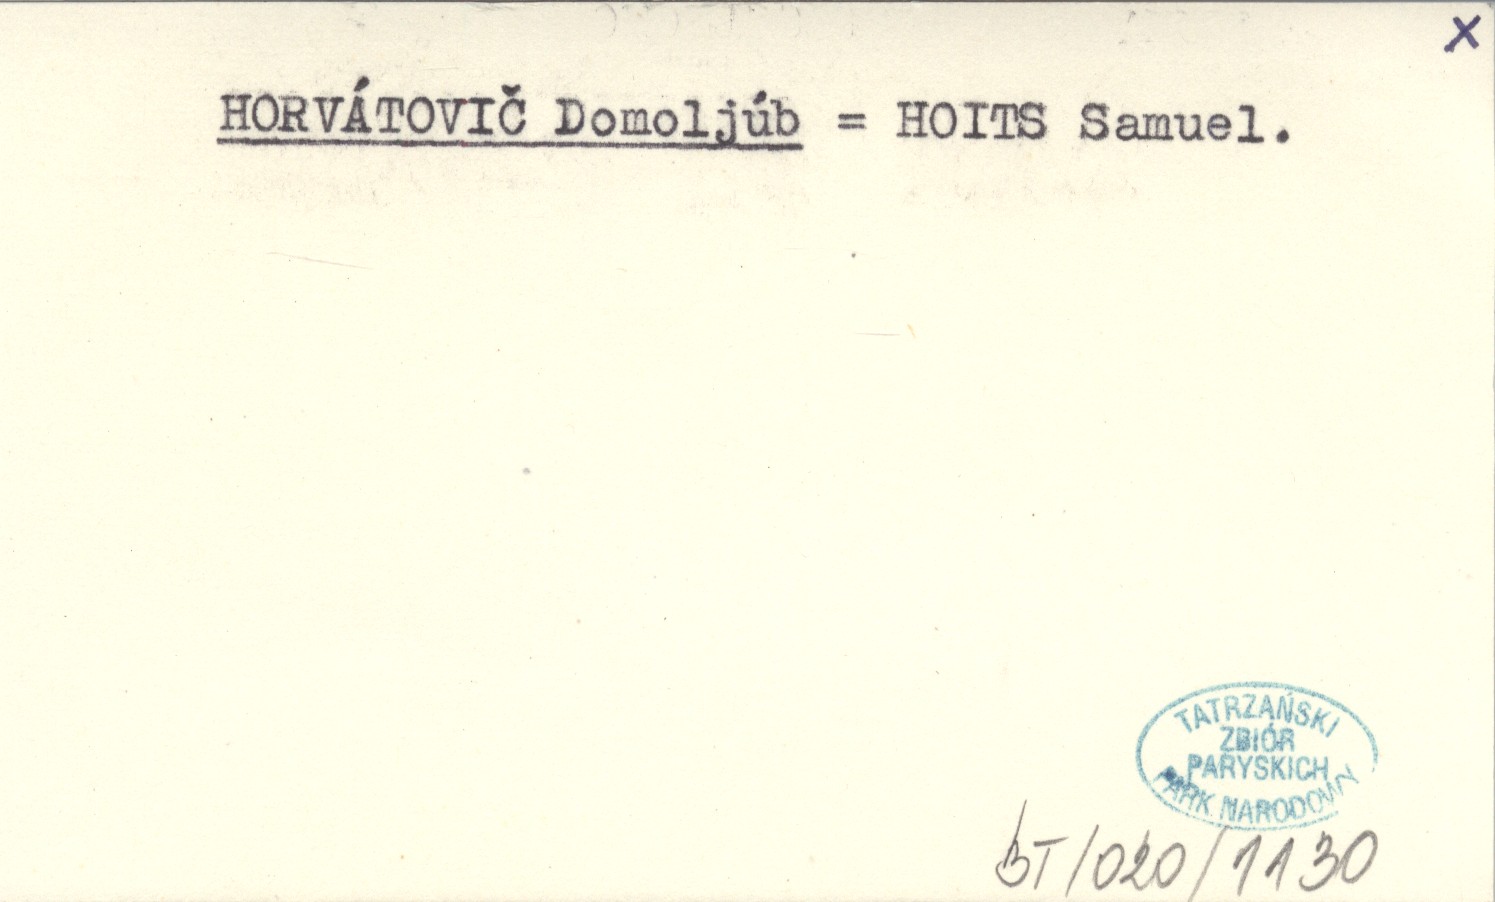 x
HORVÁTOVIČ Domoljúb = HOITS Samuel.
TATRZAŃSKI
ZBIÓR
PARYSKICH
PARK NARODOWY
BT/020/1130